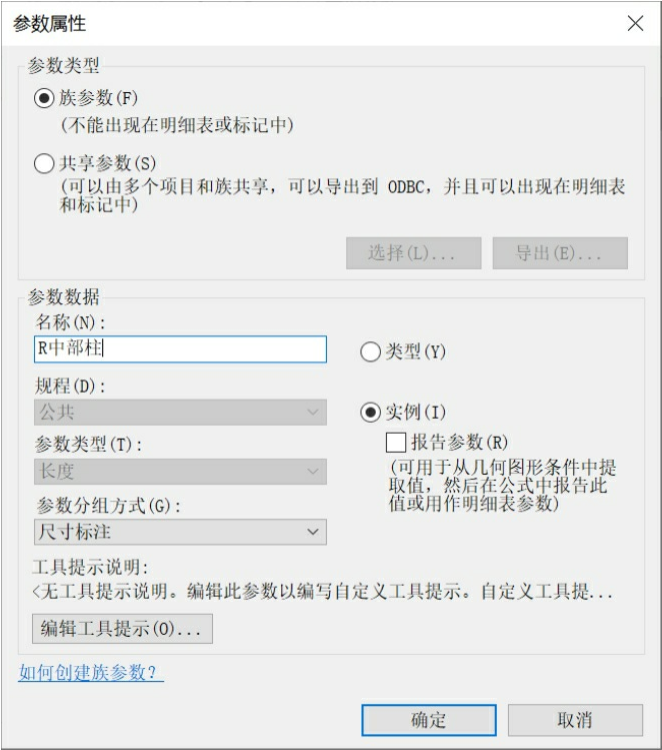 参数属性
参数类型
族参数(F)
(不能出现在明细表或标记中)
共享参数(S)
(可以由多个项目和族共享，可以导出到 ODBC，并且可以出现在明细表
和标记中)
选择(L)...
导出(E)...
参数数据
名称(N):
R中部柱
类型(Y)
规程(D):
公共
实例(I)
参数类型(T):
报告参数(R)
长度
(可用于从几何图形条件中提
取值，然后在公式中报告此
值或用作明细表参数)
参数分组方式(G):
尺寸标注
工具提示说明:
<无工具提示说明。编辑此参数以编写自定义工具提示。自定义工具提...
编辑工具提示(O)...
如何创建族参数?
确定
取消